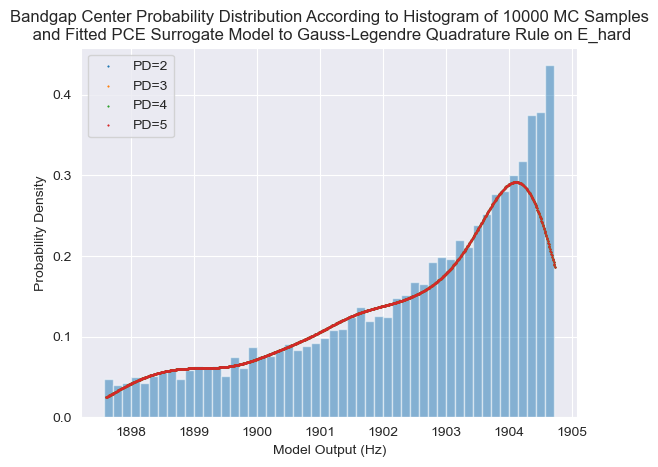 Bandgap Center Probability Distribution According to Histogram of 10000 MC Samples
and Fitted PCE Surrogate Model to Gauss-Legendre Quadrature Rule on E_hard
PD=2
PD=3
PD=4
PD=5
0.4
0.3
0.2
0.1
0.0
Probability Density
1898 1899 1900 1901 1902 1903 1904 1905
Model Output (Hz)